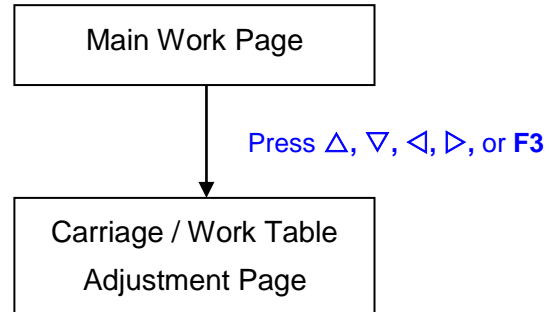 Main Work Page
Press △, ▽, ◁, ▷, or F3
Carriage / Work Table
Adjustment Page